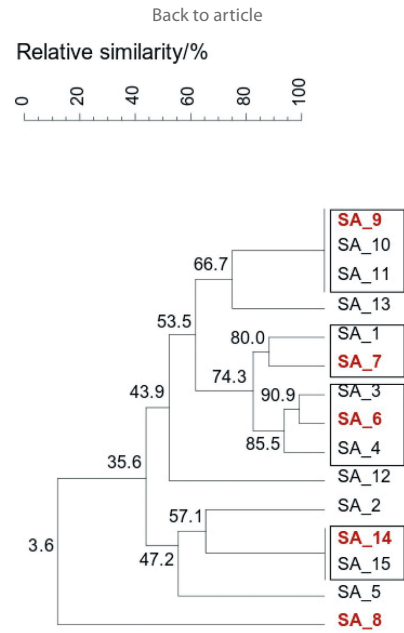 Back to article
Relative similarity/%
0 20 40 60 80 100
SA_9
SA_10
66.7
SA_11
SA_13
53.5
80.0
SA_1
SA_7
74.3
43.9
90.9
SA_3
SA_6
85.5
SA_4
35.6
SA_12
57.1
SA_2
3.6
SA_14
47.2
SA_15
SA_5
SA_8